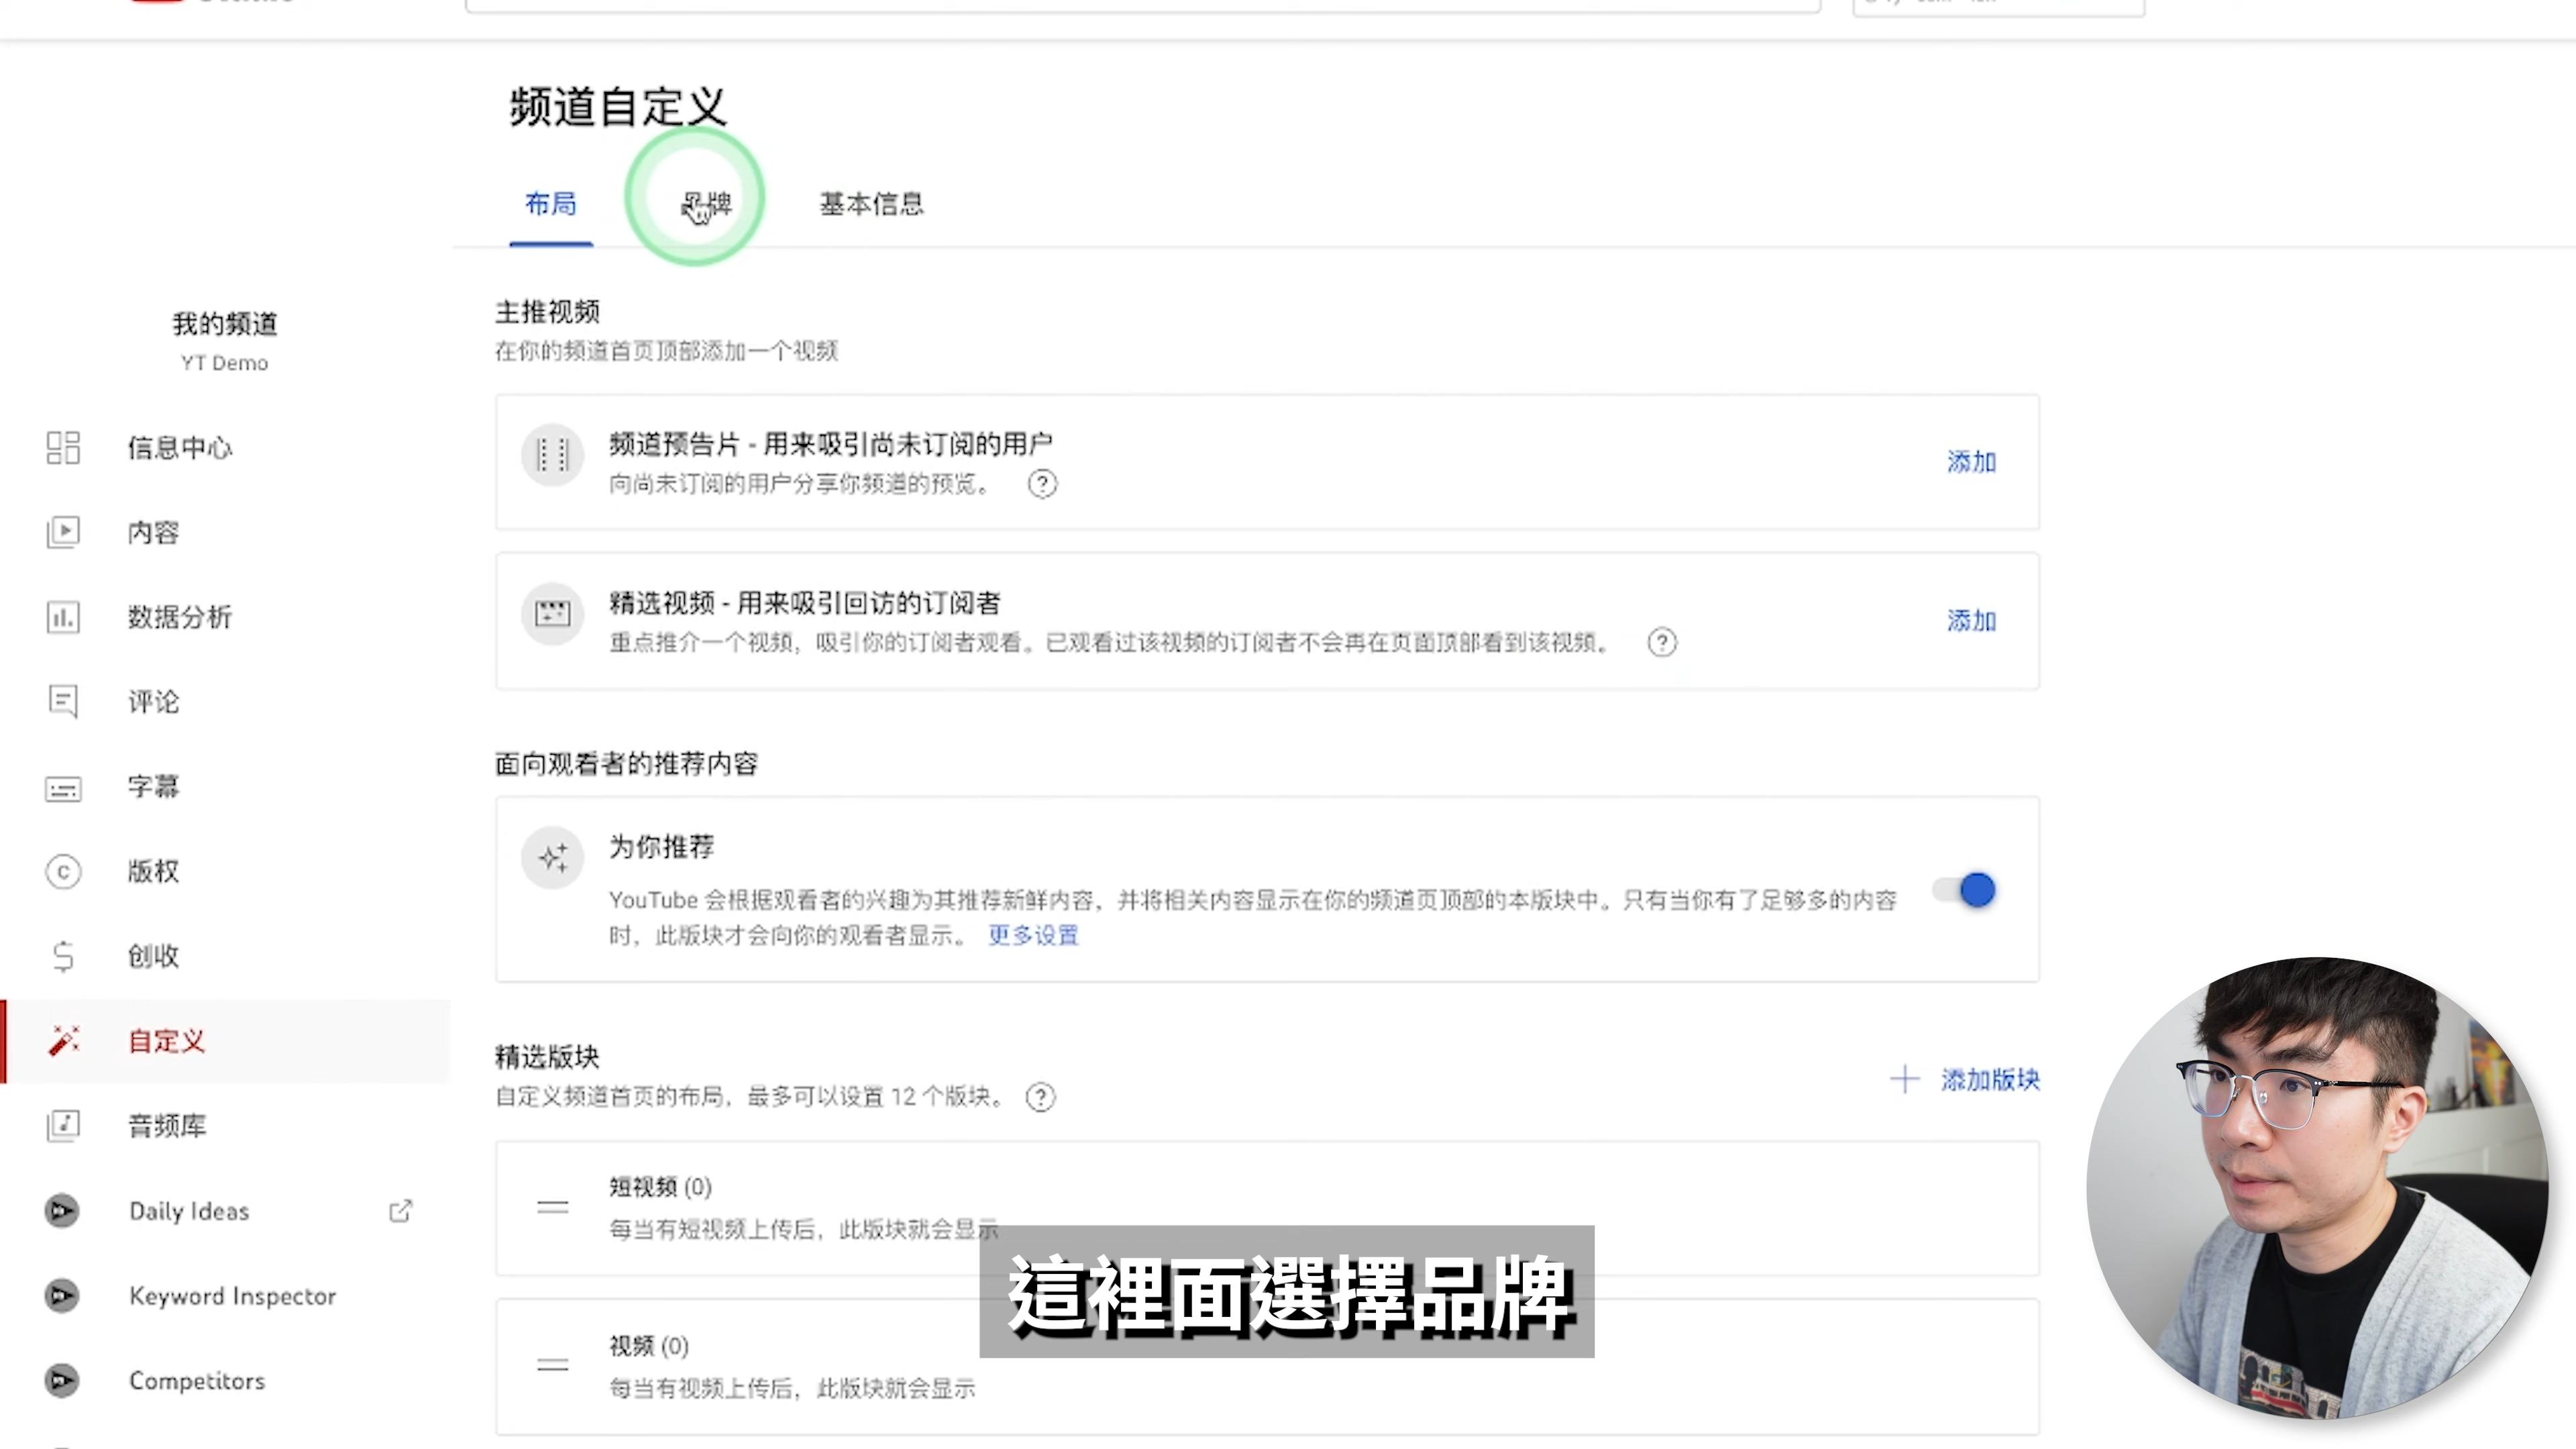 频道自定义
布局
品牌
基本信息
我的频道
YT Demo
信息中心
内容
数据分析
评论
字幕
版权
创收
自定义
音频库
Daily Ideas
Keyword Inspector
Competitors
主推视频
在你的频道首页顶部添加一个视频
频道预告片 - 用来吸引尚未订阅的用户
向尚未订阅的用户分享你频道的预览。
添加
精选视频 - 用来吸引回访的订阅者
重点推介一个视频，吸引你的订阅者观看。已观看过该视频的订阅者不会再在页面顶部看到该视频。
添加
面向观看者的推荐内容
为你推荐
YouTube 会根据观看者的兴趣为其推荐新鲜内容，并将相关内容显示在你的频道页顶部的本版块中。只有当你有了足够多的内容
时，此版块才会向你的观看者显示。 更多设置
精选版块
自定义频道首页的布局，最多可以设置 12 个版块。
添加版块
短视频 (0)
每当有短视频上传后，此版块就会显示
视频 (0)
每当有视频上传后，此版块就会显示
這裡面選擇品牌